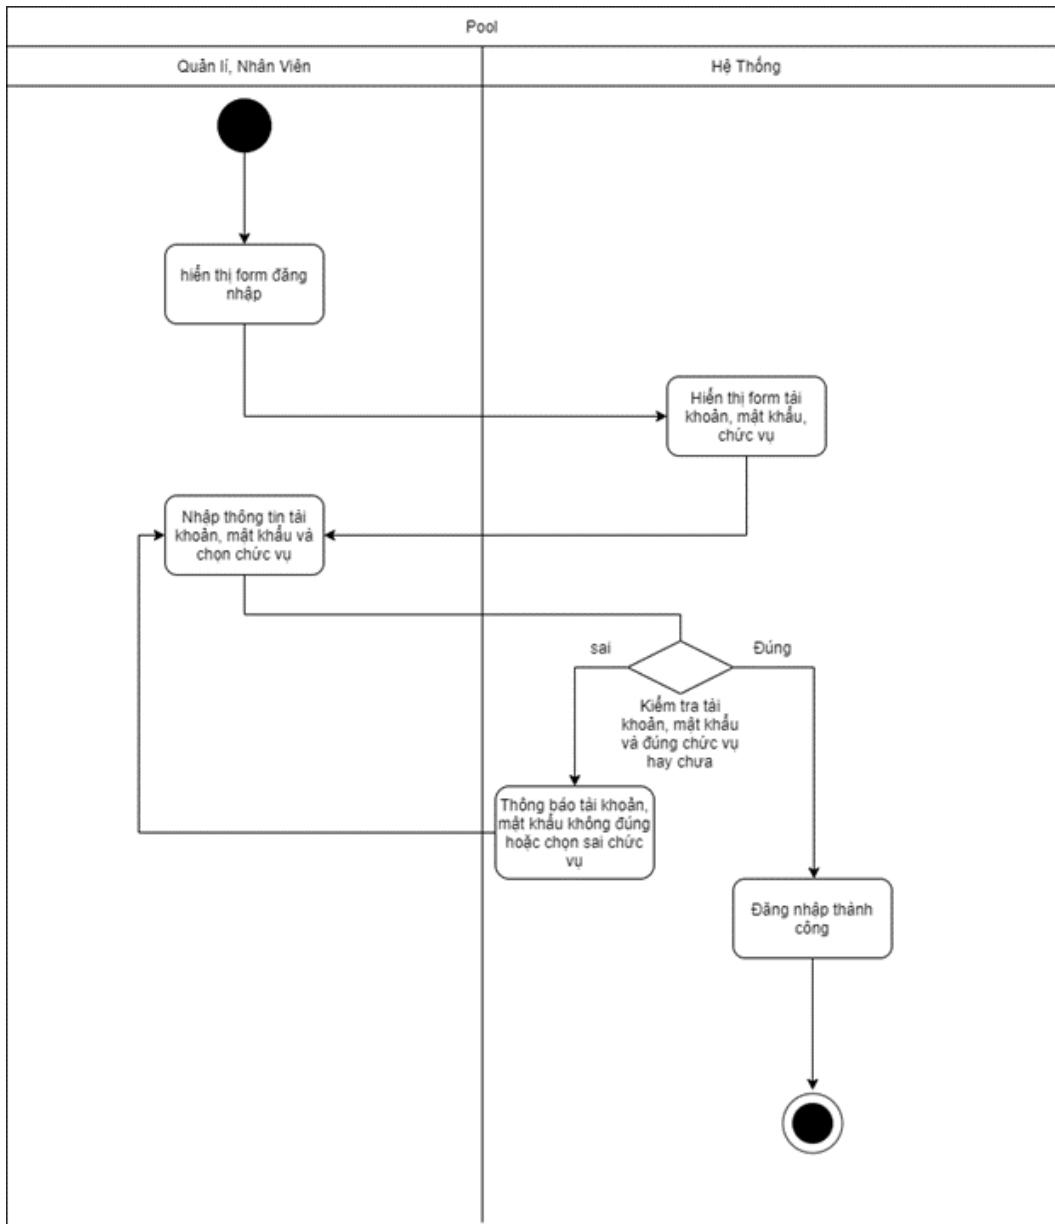 Pool
Quản lí, Nhân Viên
Hệ Thống
hiển thị form đăng
nhập
Hiển thị form tài
khoản, mật khẩu,
chức vụ
Nhập thông tin tài
khoản, mật khẩu và
chọn chức vụ
sai
Đúng
Kiểm tra tài
khoản, mật khẩu
và đúng chức vụ
hay chưa
Thông báo tài khoản,
mật khẩu không đúng
hoặc chọn sai chức
vụ
Đăng nhập thành
công